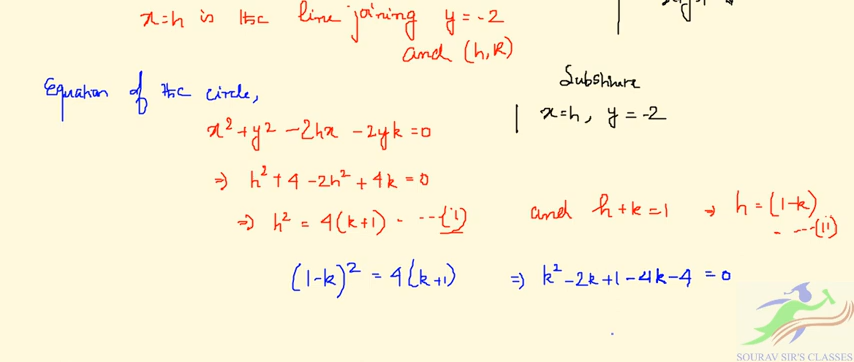 x=h is the line joining y=-2
and (h,k)
Equation of the circle,
Substitute
x=h, y=-2
x²+y²-2hx-2yk=0
⇒ h²+4-2h²+4k=0
⇒ h²=4(k+1) - ---(i) and h+k=1 → h=(1-k)
- ---(ii)
(1-k)²=4(k+1) ⇒ k²-2k+1-4k-4=0
SOURAV SIR'S CLASSES